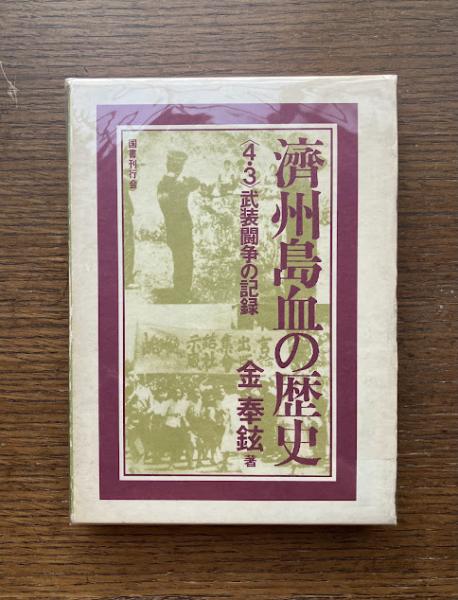 濟州島血の歴史
〈4・3〉武装闘争の記録
金奉鉉 著
国書刊行会